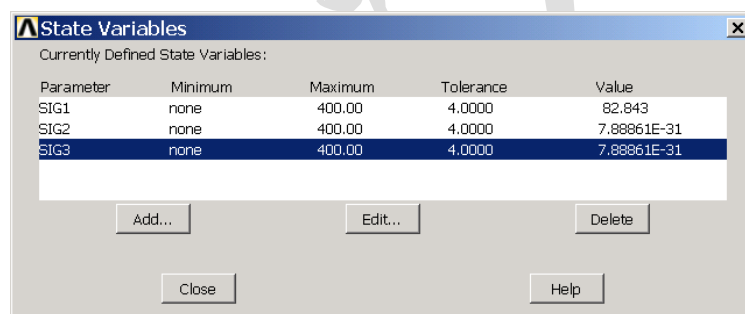 State Variables
Currently Defined State Variables:
Parameter Minimum Maximum Tolerance Value
SIG1 none 400.00 4.0000 82.843
SIG2 none 400.00 4.0000 7.88861E-31
SIG3 none 400.00 4.0000 7.88861E-31
Add... Edit... Delete
Close Help